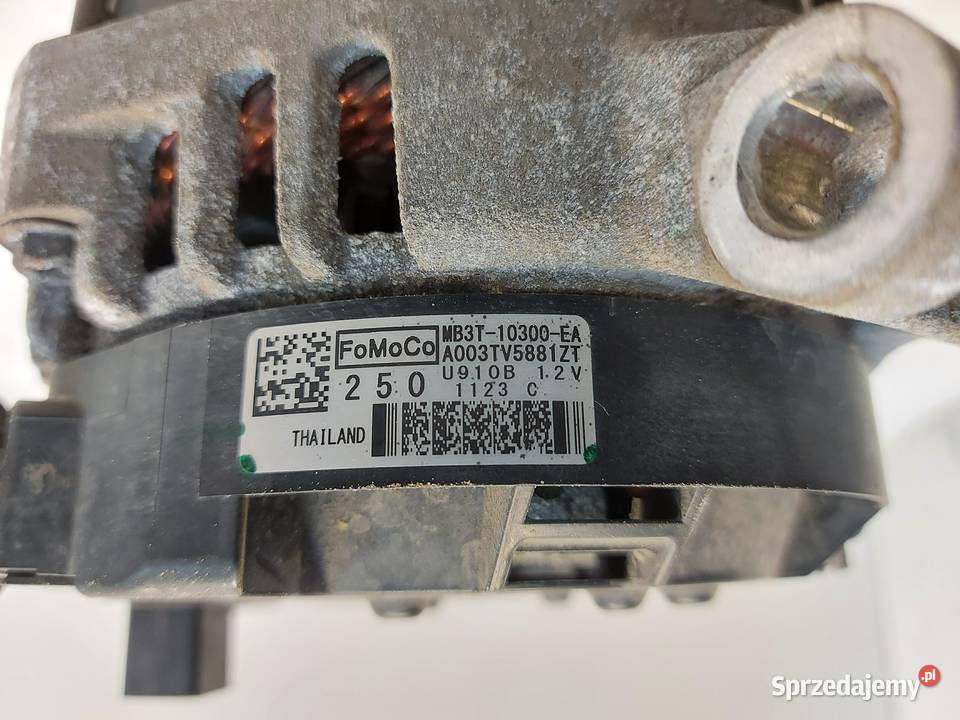 FoMoCo
MB3T-10300-EA
A003TV5881ZT
250
U910B 12V
1123 C
THAILAND
Sprzedajemy.pl